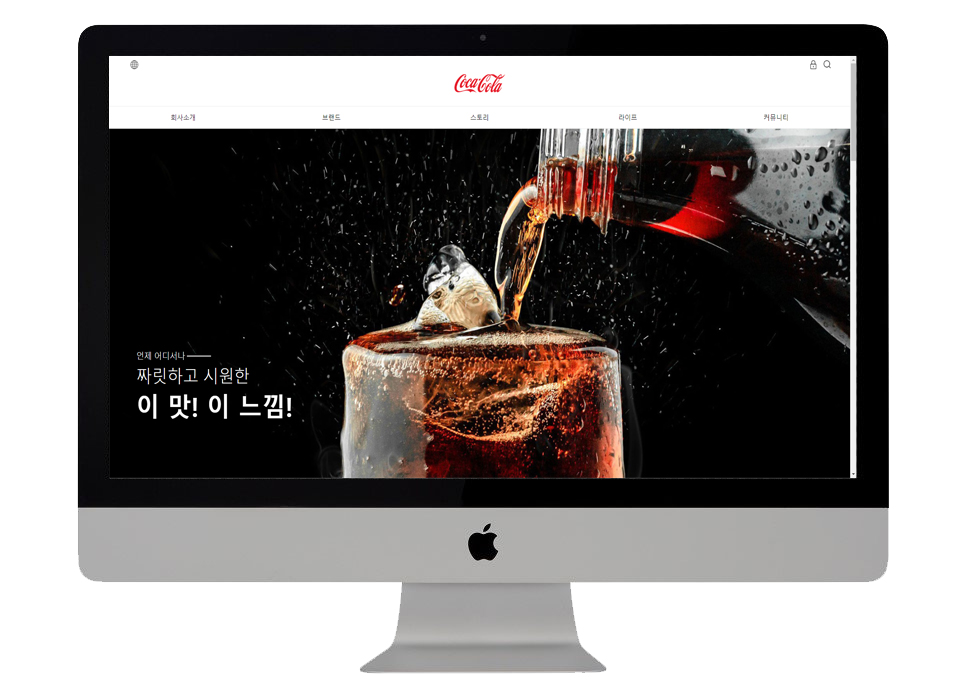 Coca-Cola
회사소개 브랜드 스토리 라이프 커뮤니티
언제 어디서나
짜릿하고 시원한
이 맛! 이 느낌!